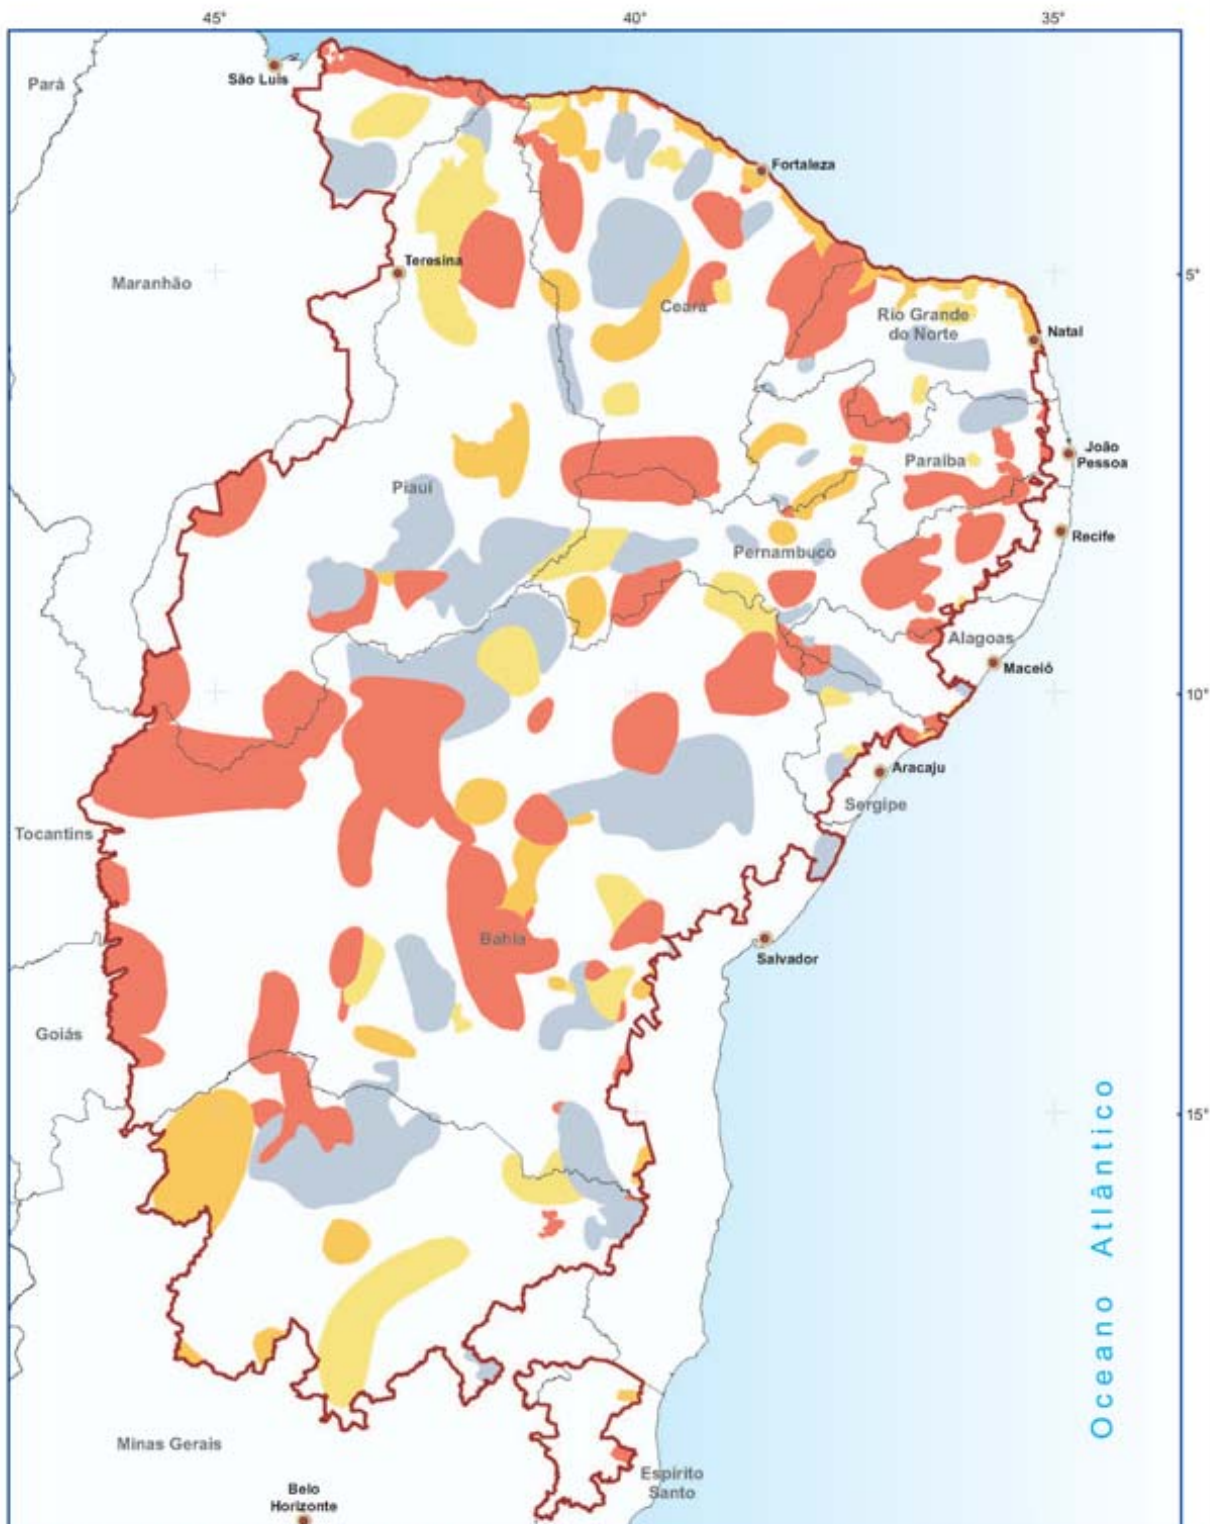 45°
40°
35°
Pará
São Luis
Fortaleza
Teresina
5°
Maranhão
Ceará
Rio Grande
do Norte
Natal
João
Pessoa
Paraíba
Piauí
Recife
Pernambuco
Alagoas
Maceió
10°
Aracaju
Sergipe
Tocantins
Bahia
Salvador
Goiás
15°
Oceano Atlântico
Minas Gerais
Espírito
Santo
Belo
Horizonte